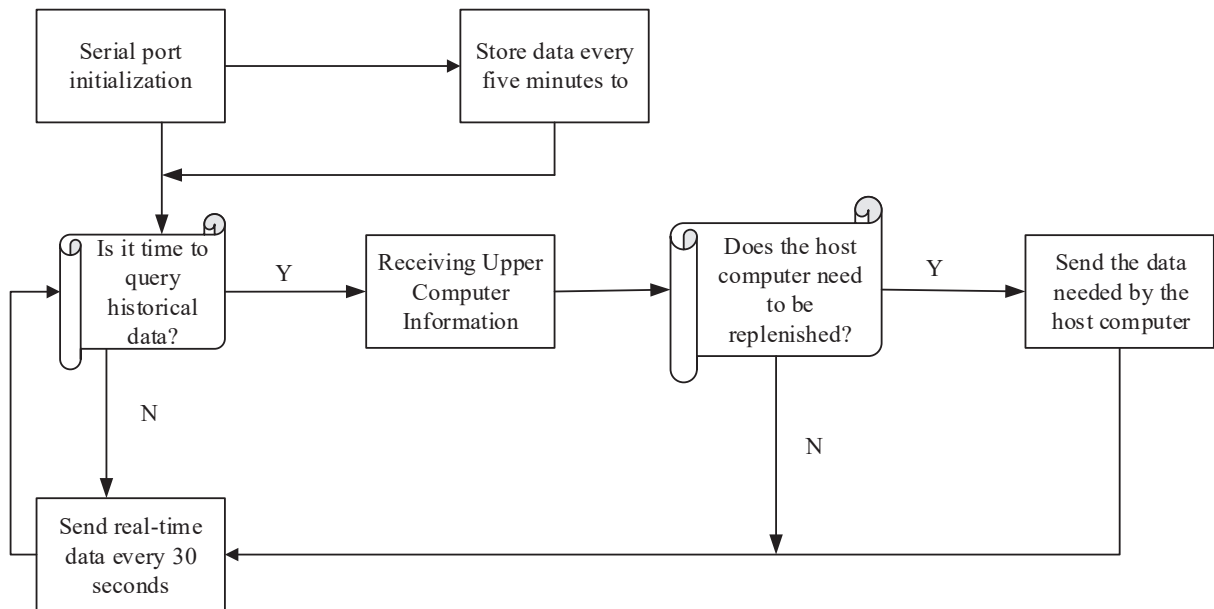 Serial port
initialization
Store data every
five minutes to
Is it time to
query
historical
data?
Y
Receiving Upper
Computer
Information
Does the host
computer need
to be
replenished?
Y
Send the data
needed by the
host computer
N
N
Send real-time
data every 30
seconds